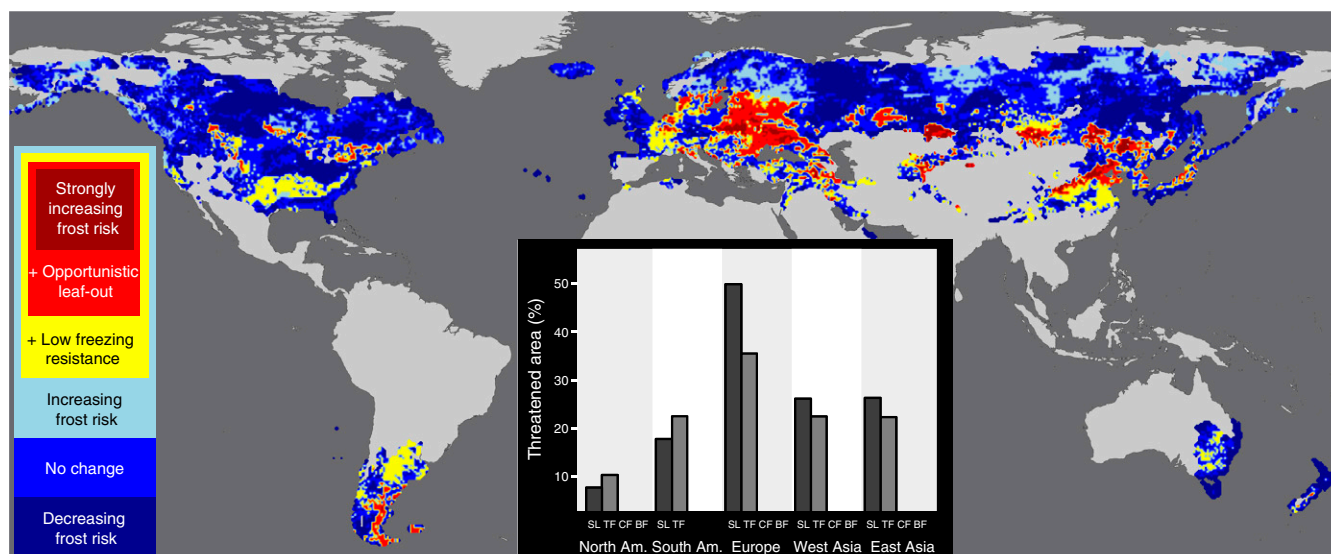 Strongly
increasing
frost risk
+ Opportunistic
leaf-out
+ Low freezing
resistance
Increasing
frost risk
No change
Decreasing
frost risk
Threatened area (%)
50
40
30
20
10
SL TF CF BF SL TF SL TF CF BF SL TF CF BF SL TF CF BF
North Am. South Am. Europe West Asia East Asia